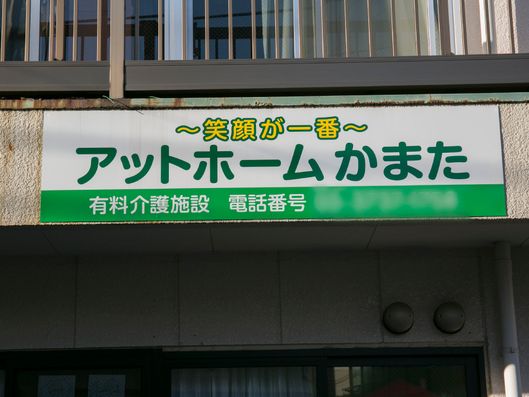 ～笑顔が一番～
アットホームかまた
有料介護施設　電話番号